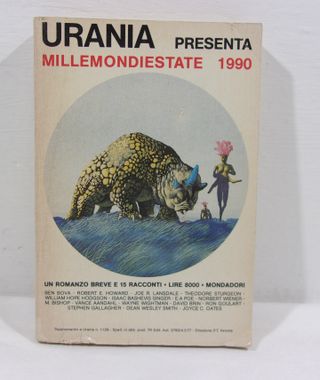 URANIA PRESENTA
MILLEMONDIESTATE 1990
UN ROMANZO BREVE E 15 RACCONTI • LIRE 8000 • MONDADORI
BEN BOVA - ROBERT E. HOWARD - JOE R. LANSDALE - THEODORE STURGEON -
WILLIAM HOPE HODGSON - ISAAC BASHEVIS SINGER - E.A. POE - NORBERT WIENER -
M. BISHOP - VANCE AANDAHL - WAYNE WIGHTMAN - DAVID BRIN - RON GOULART -
STEPHEN GALLAGHER - DEAN WESLEY SMITH - JOYCE C. OATES